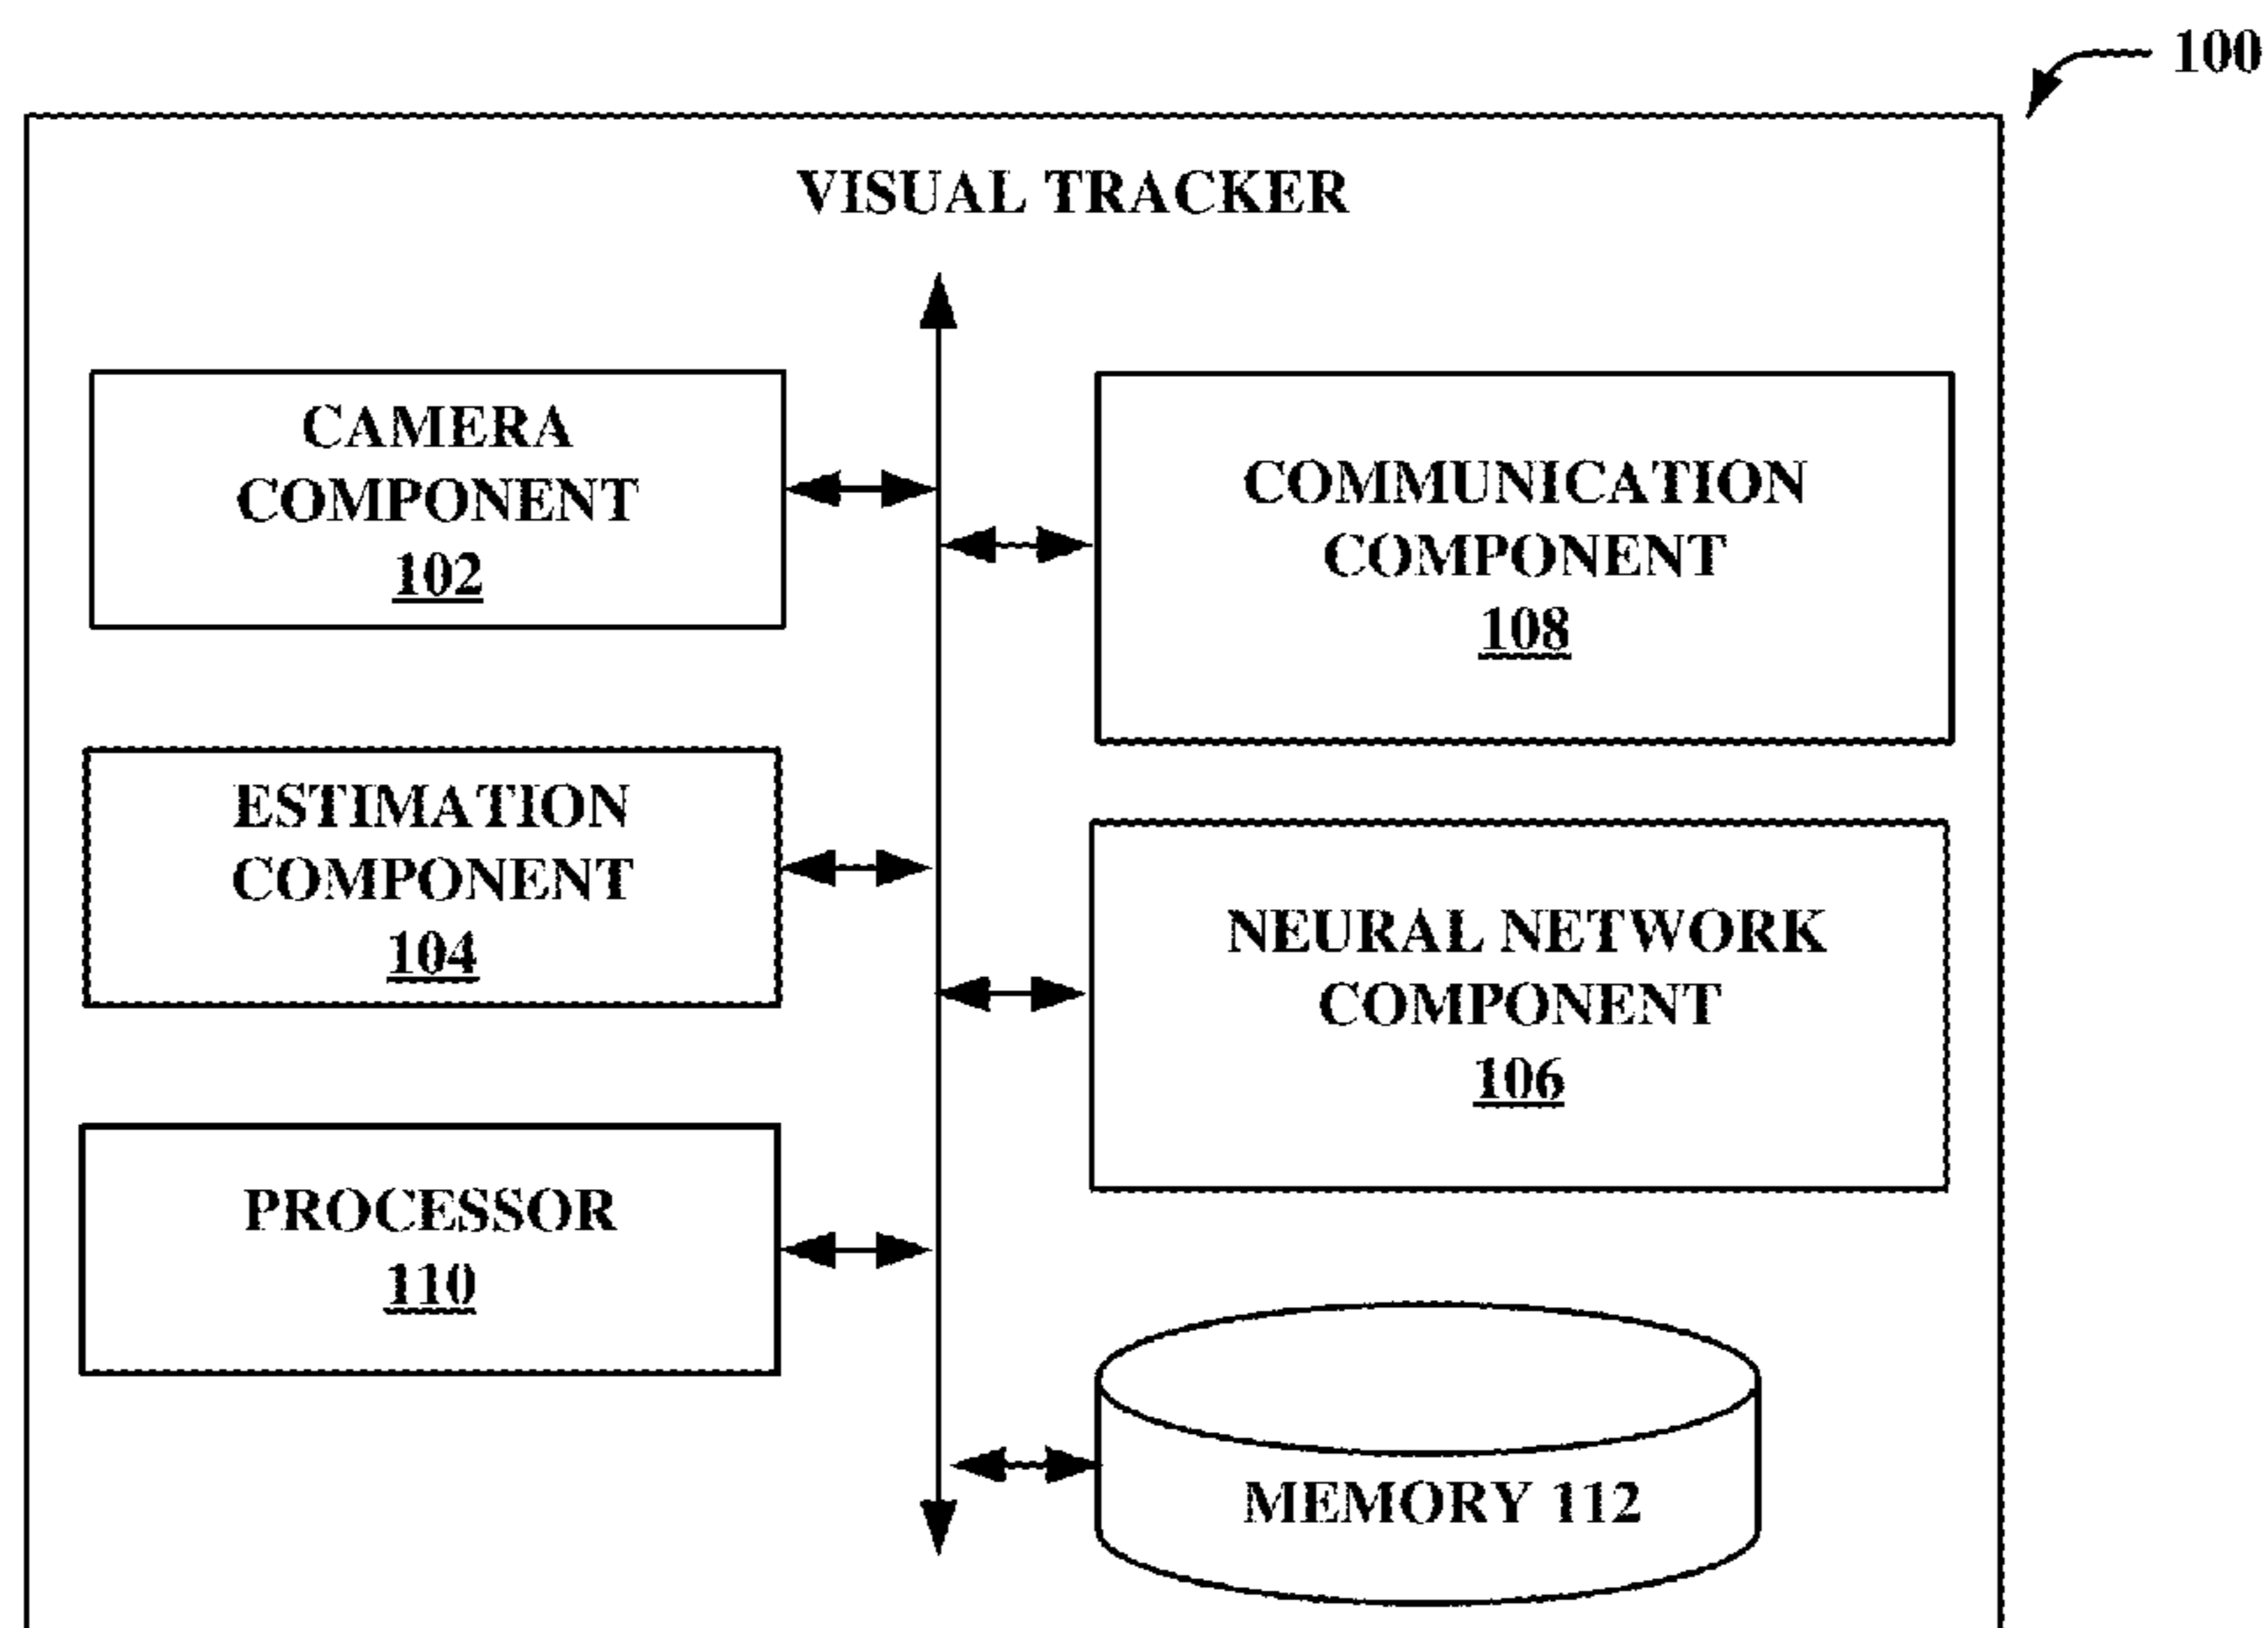 100
VISUAL TRACKER
CAMERA
COMPONENT
102
COMMUNICATION
COMPONENT
108
ESTIMATION
COMPONENT
104
NEURAL NETWORK
COMPONENT
106
PROCESSOR
110
MEMORY 112